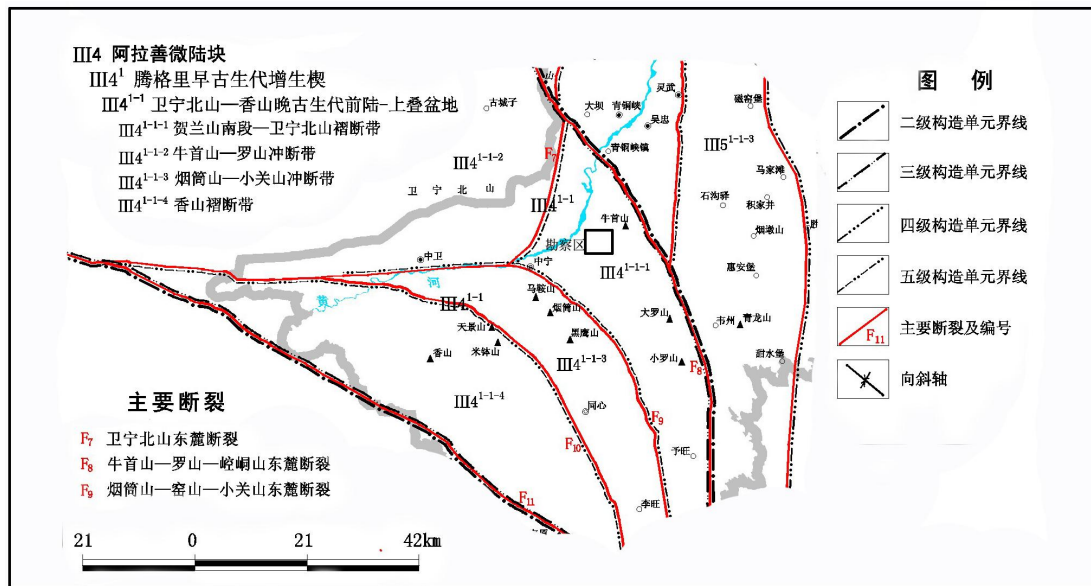 Ⅲ4 阿拉善微陆块
Ⅲ4¹ 腾格里早古生代增生楔
Ⅲ4¹⁻¹ 卫宁北山—香山晚古生代前陆-上叠盆地
Ⅲ4¹⁻¹⁻¹ 贺兰山南段—卫宁北山褶断带
Ⅲ4¹⁻¹⁻² 牛首山—罗山冲断带
Ⅲ4¹⁻¹⁻³ 烟筒山—小关山冲断带
Ⅲ4¹⁻¹⁻⁴ 香山褶断带
山
古城子
大坝
青铜峡
灵武
吴忠
磁窑堡
青铜峡镇
F7
Ⅲ4¹⁻¹⁻²
Ⅲ5¹⁻¹⁻³
马家滩
卫宁北山
Ⅲ4¹⁻¹
石沟驿
积家井
牛首山
烟墩山
勘察区
中卫
中宁
Ⅲ4¹⁻¹⁻¹
惠安堡
黄
河
马鞍山
Ⅲ4¹⁻¹
烟筒山
大罗山
韦州
青龙山
天景山
黑鹰山
米钵山
香山
Ⅲ4¹⁻¹⁻³
小罗山
F8
甜水堡
Ⅲ4¹⁻¹⁻⁴
同心
F9
F10
予旺
F11
李旺
主要断裂
F7 卫宁北山东麓断裂
F8 牛首山—罗山—崆峒山东麓断裂
F9 烟筒山—窑山—小关山东麓断裂
21 0 21 42km
图 例
二级构造单元界线
三级构造单元界线
四级构造单元界线
五级构造单元界线
F11 主要断裂及编号
向斜轴